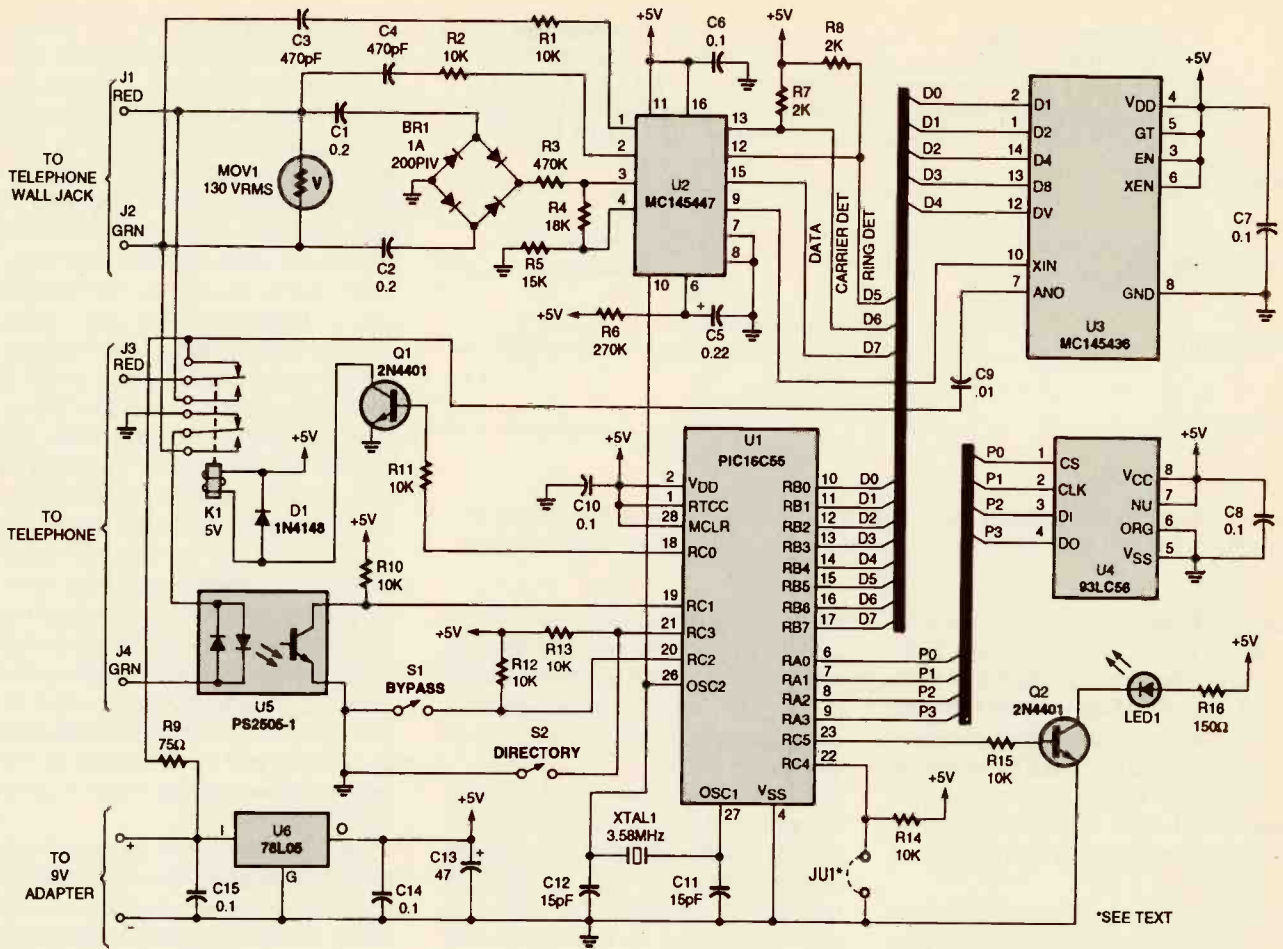 TO
TELEPHONE
WALL JACK
J1
RED
J2
GRN
C3
470pF
C4
470pF
R2
10K
R1
10K
MOV1
130 VRMS
V
C1
0.2
C2
0.2
BR1
1A
200PIV
R3
470K
R4
18K
R5
15K
+5V
C6
0.1
11
16
1
2
3
4
13
12
15
9
7
8
10
6
U2
MC145447
+5V
R6
270K
+
C5
0.22
+5V
R8
2K
R7
2K
DATA
CARRIER DET
RING DET
D0
D1
D2
D3
D4
D5
D6
D7
2
1
14
13
12
10
7
D1
D2
D4
D8
DV
XIN
ANO
VDD
GT
EN
XEN
GND
4
5
3
6
8
U3
MC145436
+5V
C7
0.1
C9
.01
TO
TELEPHONE
J3
RED
J4
GRN
K1
5V
D1
1N4148
+5V
Q1
2N4401
R11
10K
R10
10K
+5V
U5
PS2506-1
+5V
R12
10K
R13
10K
S1
BYPASS
S2
DIRECTORY
R9
75Ω
+5V
C10
0.1
U1
PIC16C55
2
1
28
18
19
21
20
26
VDD
RTCC
MCLR
RC0
RC1
RC3
RC2
OSC2
OSC1
27
VSS
4
RB0
RB1
RB2
RB3
RB4
RB5
RB6
RB7
RA0
RA1
RA2
RA3
RC5
RC4
10
11
12
13
14
15
16
17
6
7
8
9
23
22
D0
D1
D2
D3
D4
D5
D6
D7
P0
P1
P2
P3
P0
P1
P2
P3
1
2
3
4
CS
CLK
DI
DO
VCC
NU
ORG
VSS
8
7
6
5
U4
93LC56
+5V
C8
0.1
+5V
Q2
2N4401
LED1
R16
150Ω
R15
10K
+5V
R14
10K
JU1*
XTAL1
3.58MHz
C12
15pF
C11
15pF
TO
9V
ADAPTER
+
-
I
O
G
U6
78L05
+5V
C15
0.1
C14
0.1
C13
47
+
*SEE TEXT